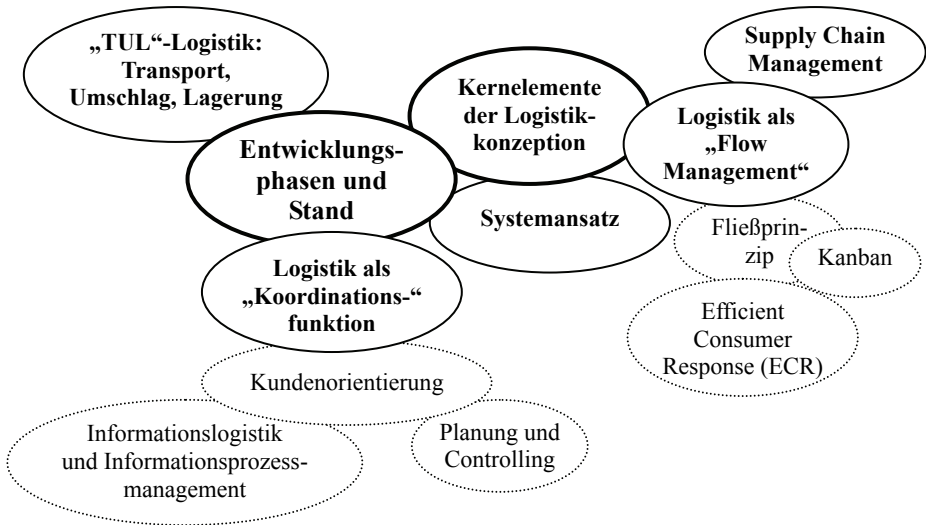 „TUL“-Logistik:
Transport,
Umschlag, Lagerung
Supply Chain
Management
Kernelemente
der Logistik-
konzeption
Logistik als
„Flow
Management“
Entwicklungs-
phasen und
Stand
Systemansatz
Fließprin-
zip
Kanban
Logistik als
„Koordinations-“
funktion
Efficient
Consumer
Response (ECR)
Kundenorientierung
Informationslogistik
und Informationsprozess-
management
Planung und
Controlling